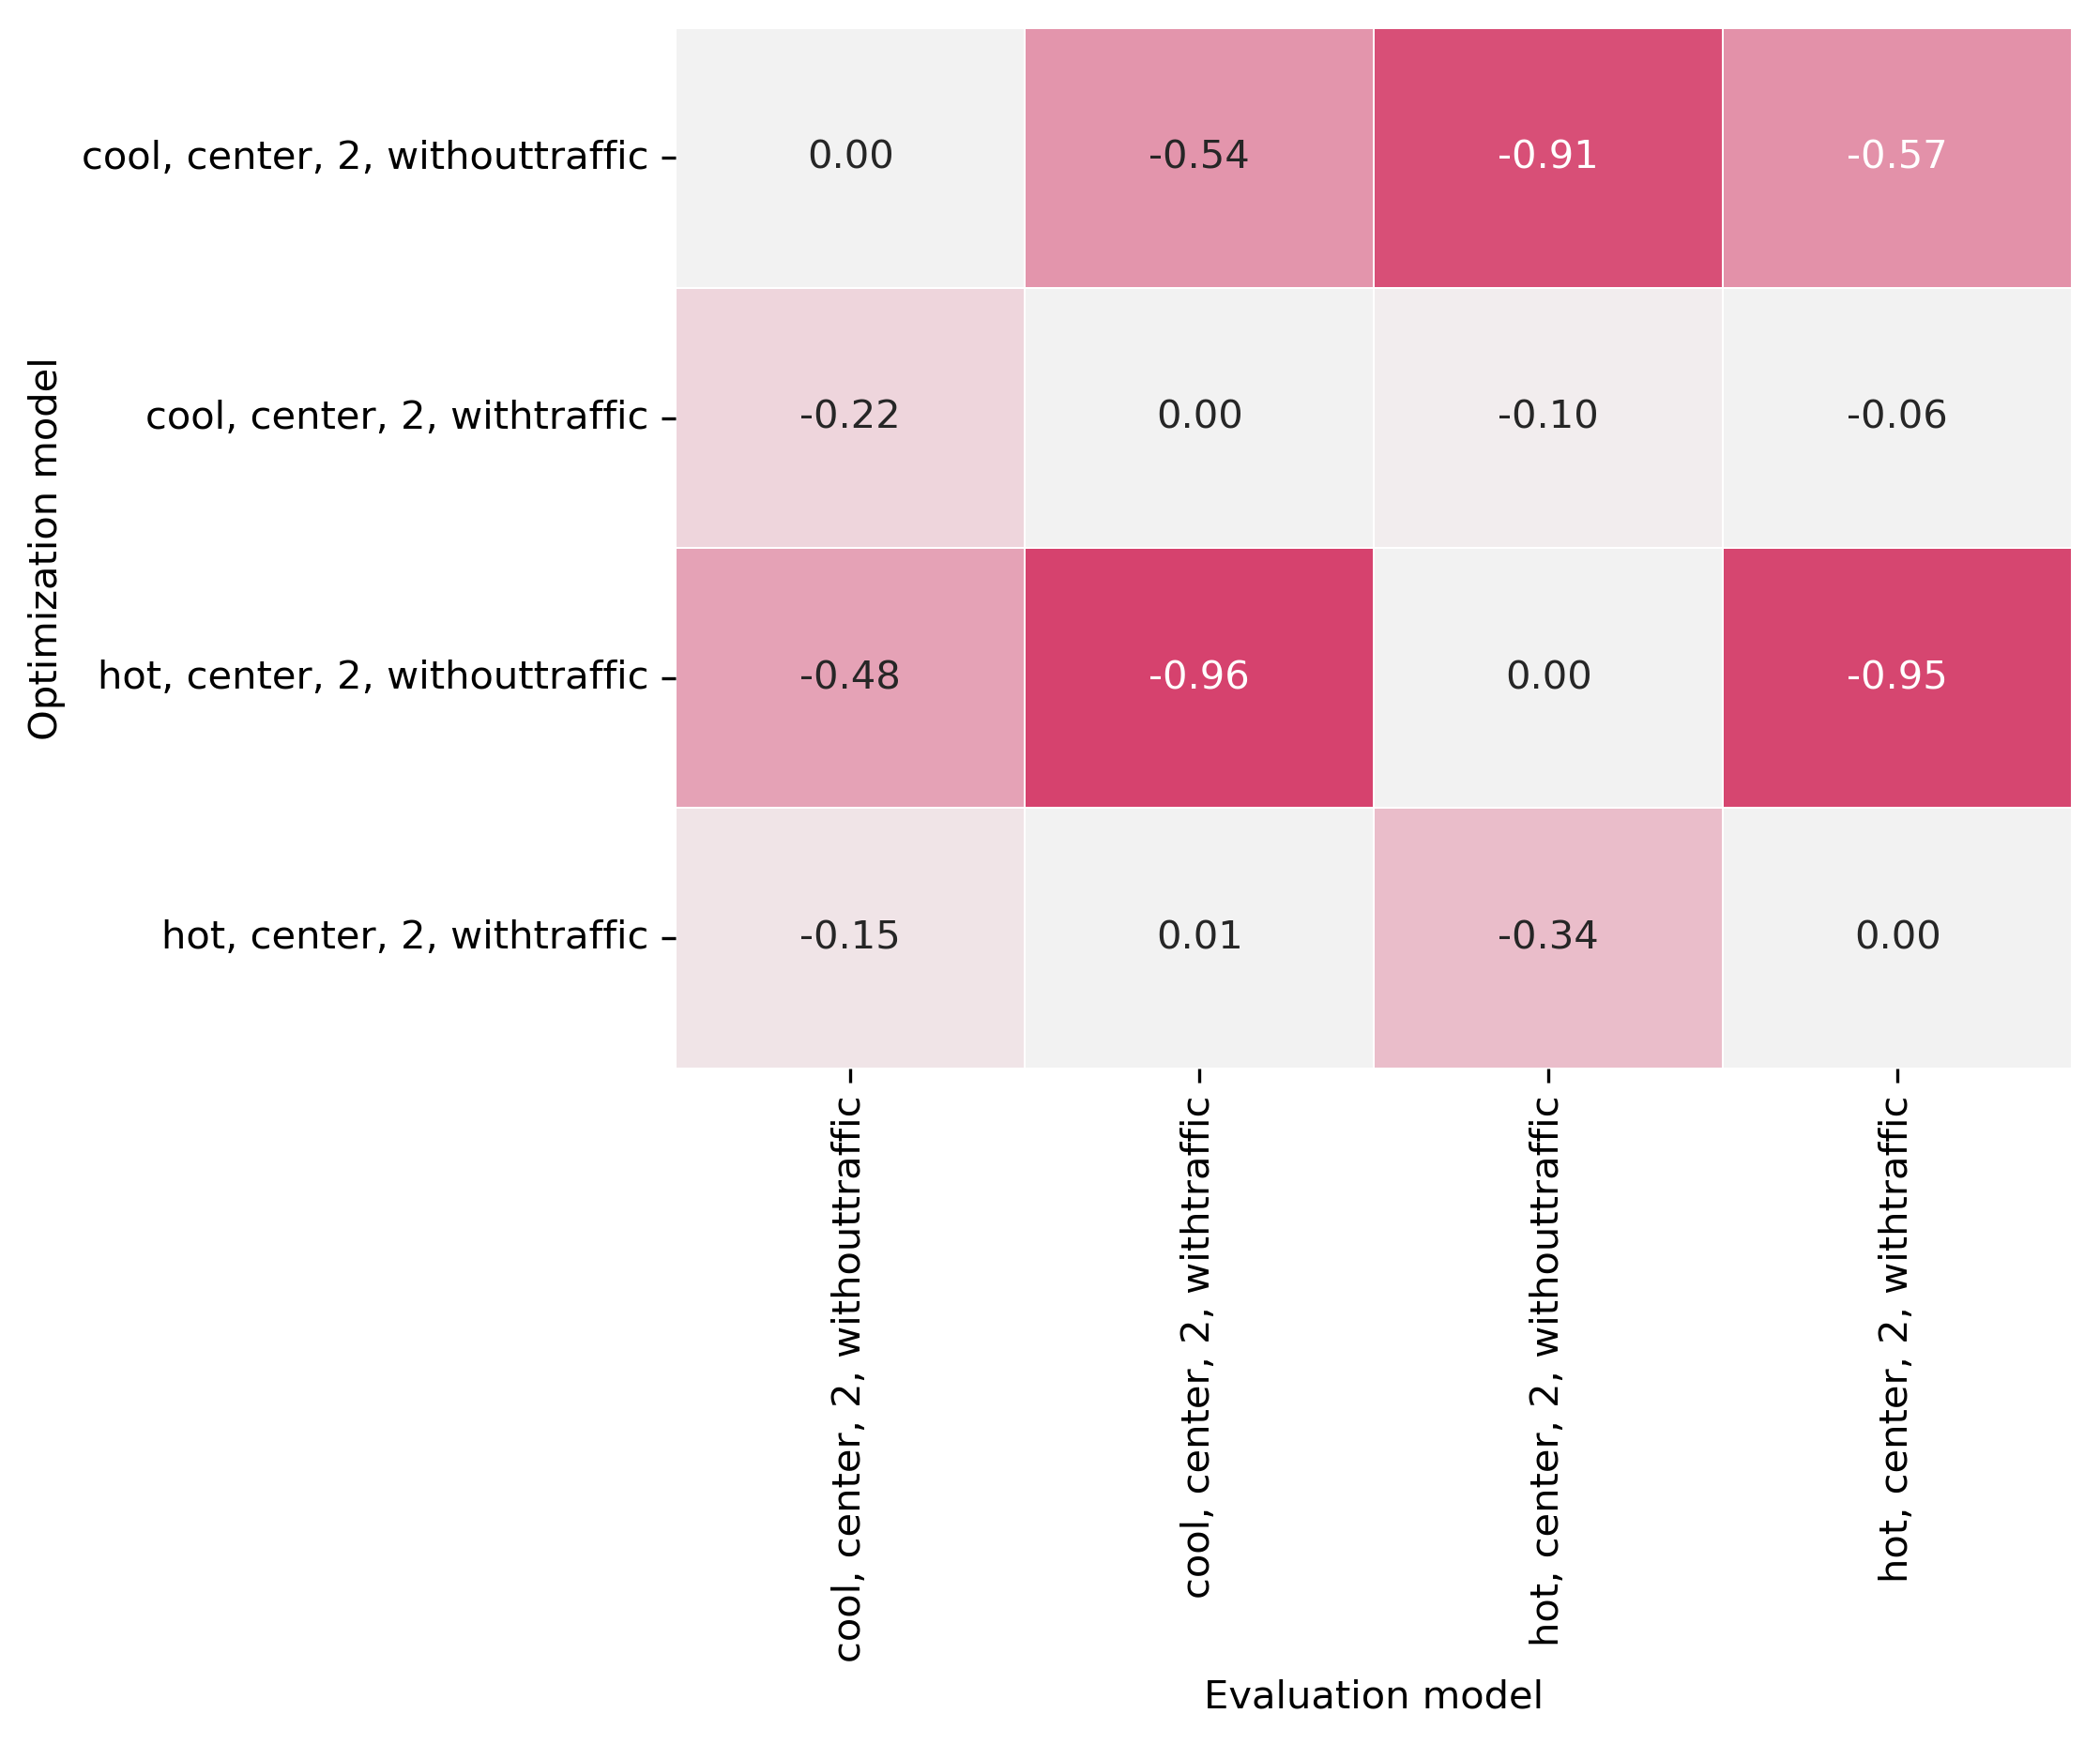 Optimization model
cool, center, 2, withouttraffic
0.00 -0.54 -0.91 -0.57
cool, center, 2, withtraffic
-0.22 0.00 -0.10 -0.06
hot, center, 2, withouttraffic
-0.48 -0.96 0.00 -0.95
hot, center, 2, withtraffic
-0.15 0.01 -0.34 0.00
cool, center, 2, withouttraffic
cool, center, 2, withtraffic
hot, center, 2, withouttraffic
hot, center, 2, withtraffic
Evaluation model